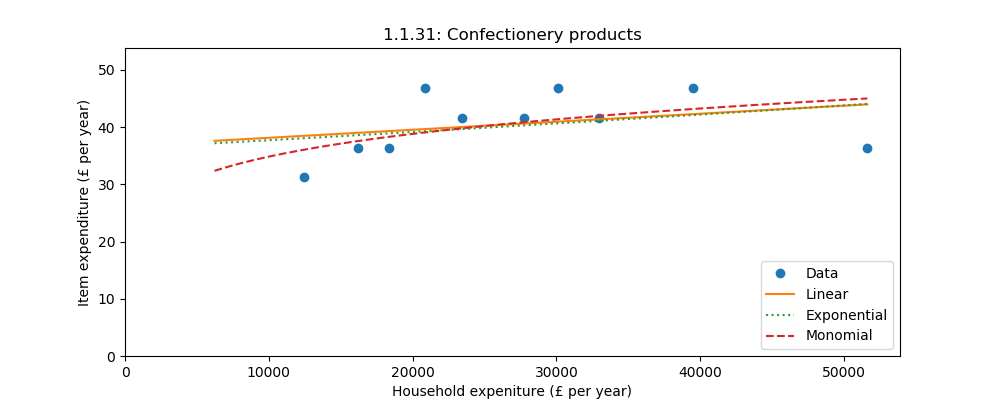 1.1.31: Confectionery products
Item expenditure (£ per year)
50
40
30
20
10
0
0 10000 20000 30000 40000 50000
Household expeniture (£ per year)
Data
Linear
Exponential
Monomial